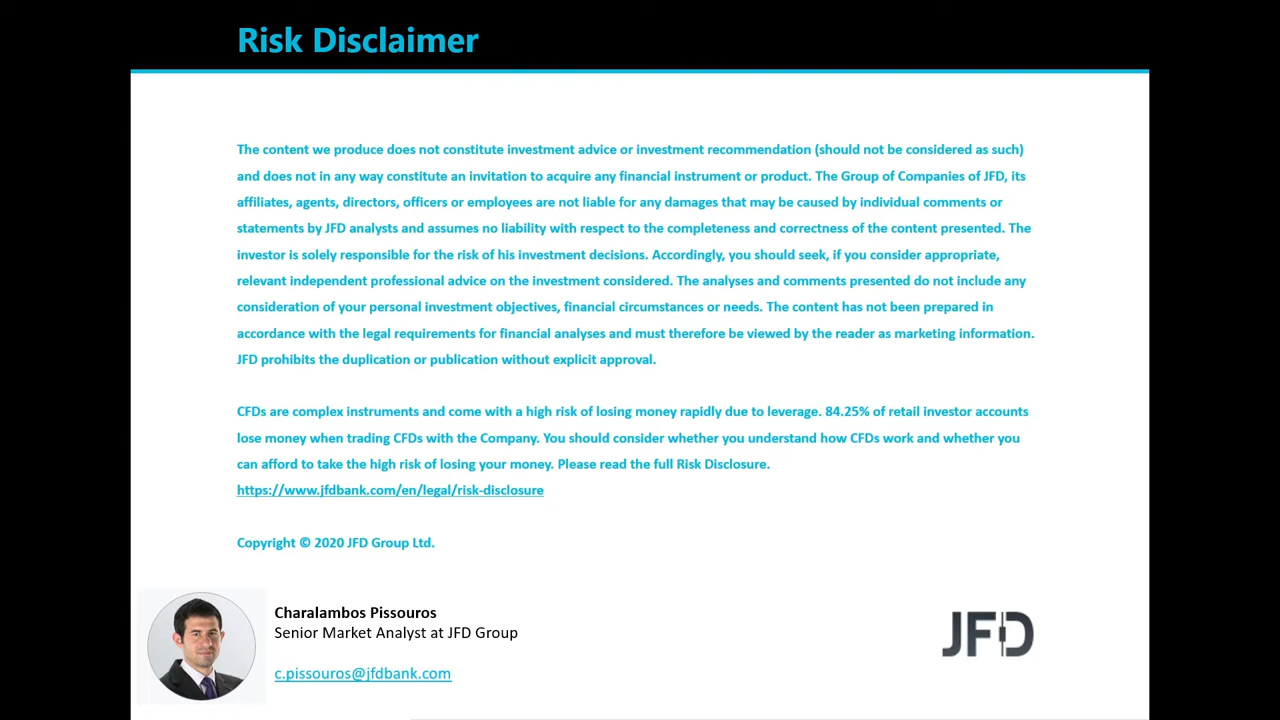 Risk Disclaimer
The content we produce does not constitute investment advice or investment recommendation (should not be considered as such)
and does not in any way constitute an invitation to acquire any financial instrument or product. The Group of Companies of JFD, its
affiliates, agents, directors, officers or employees are not liable for any damages that may be caused by individual comments or
statements by JFD analysts and assumes no liability with respect to the completeness and correctness of the content presented. The
investor is solely responsible for the risk of his investment decisions. Accordingly, you should seek, if you consider appropriate,
relevant independent professional advice on the investment considered. The analyses and comments presented do not include any
consideration of your personal investment objectives, financial circumstances or needs. The content has not been prepared in
accordance with the legal requirements for financial analyses and must therefore be viewed by the reader as marketing information.
JFD prohibits the duplication or publication without explicit approval.
CFDs are complex instruments and come with a high risk of losing money rapidly due to leverage. 84.25% of retail investor accounts
lose money when trading CFDs with the Company. You should consider whether you understand how CFDs work and whether you
can afford to take the high risk of losing your money. Please read the full Risk Disclosure.
https://www.jfdbank.com/en/legal/risk-disclosure
Copyright © 2020 JFD Group Ltd.
Charalambos Pissouros
Senior Market Analyst at JFD Group
c.pissouros@jfdbank.com
JFD